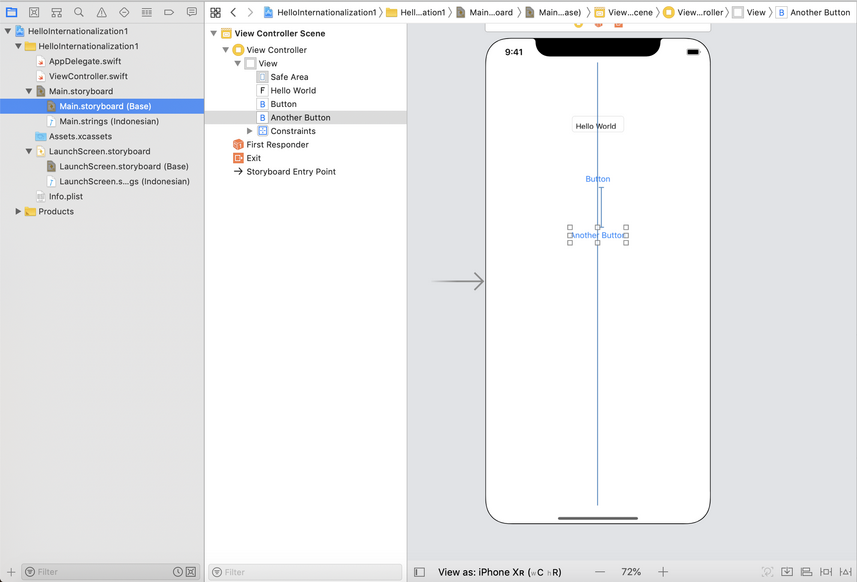 HelloInternationalization1 Hell...ation1 Main....oard Main...ase) View...cene View...roller View B Another Button
HelloInternationalization1
HelloInternationalization1
AppDelegate.swift
ViewController.swift
Main.storyboard
Main.storyboard (Base)
Main.strings (Indonesian)
Assets.xcassets
LaunchScreen.storyboard
LaunchScreen.storyboard (Base)
LaunchScreen.s...gs (Indonesian)
Info.plist
Products
Filter
View Controller Scene
View Controller
View
Safe Area
F Hello World
B Button
B Another Button
Constraints
First Responder
Exit
Storyboard Entry Point
Filter
9:41
Hello World
Button
Another Button
View as: iPhone XR (wC hR) 72%